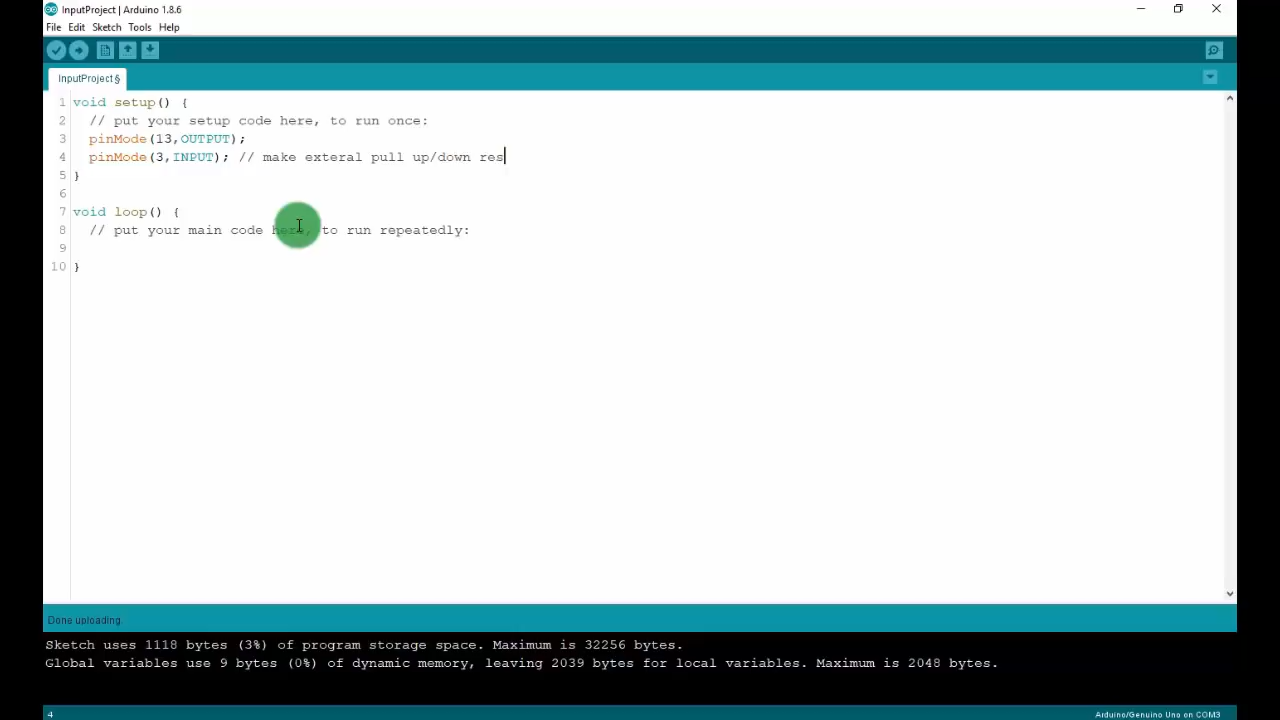 InputProject | Arduino 1.8.6
File Edit Sketch Tools Help
InputProject§
1 void setup() {
2 // put your setup code here, to run once:
3 pinMode(13,OUTPUT);
4 pinMode(3,INPUT); // make exteral pull up/down res
5 }
6
7 void loop() {
8 // put your main code here, to run repeatedly:
9
10 }
Done uploading.
Sketch uses 1118 bytes (3%) of program storage space. Maximum is 32256 bytes.
Global variables use 9 bytes (0%) of dynamic memory, leaving 2039 bytes for local variables. Maximum is 2048 bytes.
4 Arduino/Genuino Uno on COM3